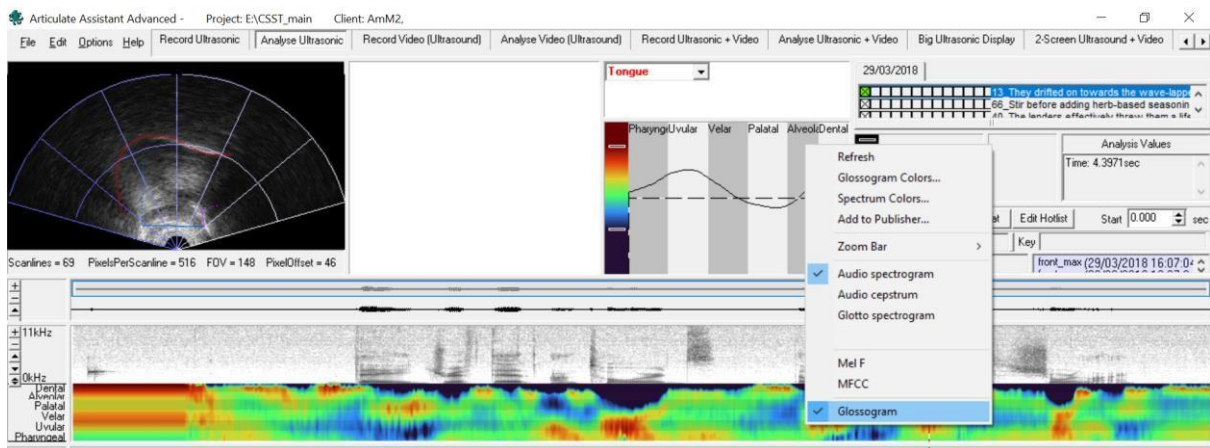 Articulate Assistant Advanced - Project: E:\CSST_main Client: AmM2,
File Edit Options Help Record Ultrasonic Analyse Ultrasonic Record Video (Ultrasound) Analyse Video (Ultrasound) Record Ultrasonic + Video Analyse Ultrasonic + Video Big Ultrasonic Display 2-Screen Ultrasound + Video
Tongue
29/03/2018
13_They drifted on towards the wave-lapp
66_Stir before adding herb-based seasonin
Pharyngi Uvular Velar Palatal Alveola Dental
Analysis Values
Time: 4.3971sec
Edit Hotlist Start 0.000 sec
Key
front_max (29/03/2018 16:07:04
Scanlines = 69 PixelsPerScanline = 516 FOV = 148 PixelOffset = 46
Refresh
Glossogram Colors...
Spectrum Colors...
Add to Publisher...
Zoom Bar
Audio spectrogram
Audio cepstrum
Glotto spectrogram
Mel F
MFCC
Glossogram
11kHz
0kHz
Dental
Alveolar
Palatal
Velar
Uvular
Pharyngeal